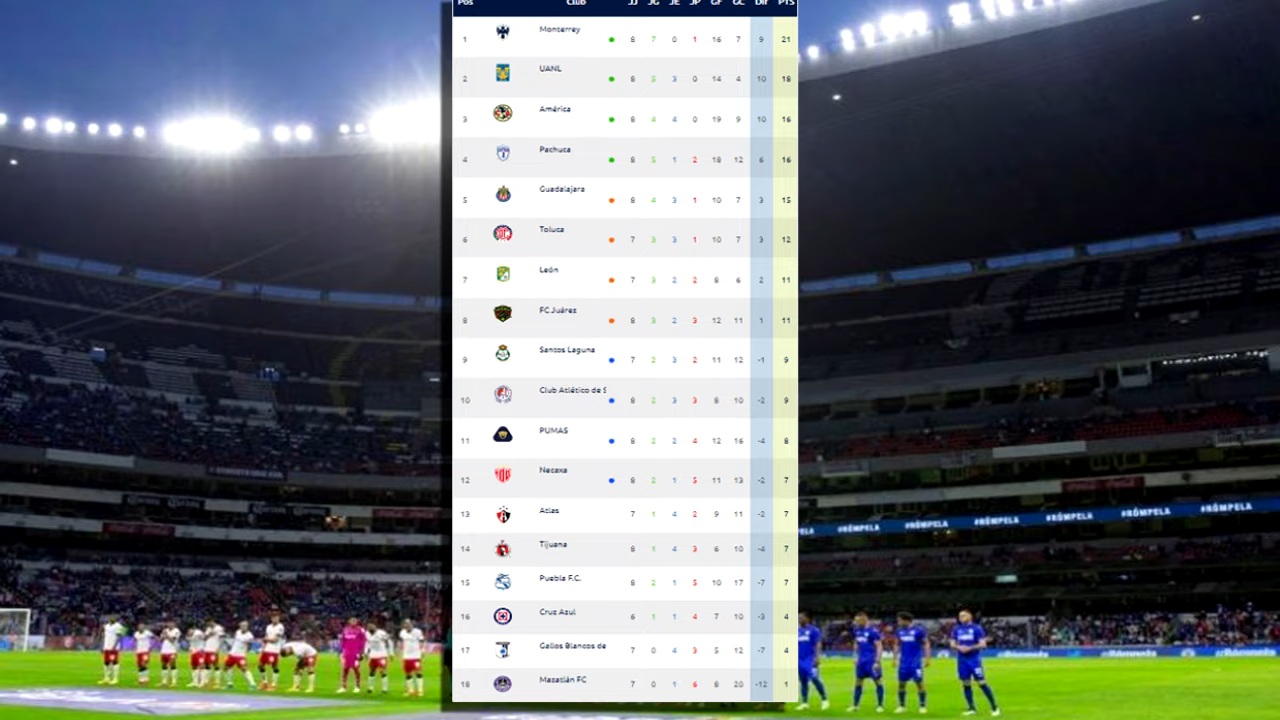 Pos Club JJ JG JE JP GF GC Dif PTS
1 Monterrey 8 7 0 1 16 7 9 21
2 UANL 8 5 3 0 14 4 10 18
3 América 8 4 4 0 19 9 10 16
4 Pachuca 8 5 1 2 18 12 6 16
5 Guadalajara 8 4 3 1 10 7 3 15
6 Toluca 7 3 3 1 10 7 3 12
7 León 7 3 2 2 8 6 2 11
8 FC Juárez 8 3 2 3 12 11 1 11
9 Santos Laguna 7 2 3 2 11 12 -1 9
10 Club Atlético de S 8 2 3 3 8 10 -2 9
11 PUMAS 8 2 2 4 12 16 -4 8
12 Necaxa 8 2 1 5 11 13 -2 7
13 Atlas 7 1 4 2 9 11 -2 7
14 Tijuana 8 1 4 3 6 10 -4 7
15 Puebla F.C. 8 2 1 5 10 17 -7 7
16 Cruz Azul 6 1 1 4 7 10 -3 4
17 Gallos Blancos de 7 0 4 3 5 12 -7 4
18 Mazatlán FC 7 0 1 6 8 20 -12 1
#RÓMPELA #RÓMPELA #RÓMPELA #RÓMPELA #RÓMPELA